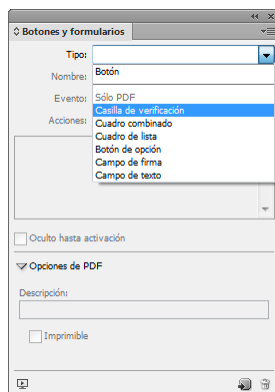 Botones y formularios
Tipo:
Nombre:
Botón
Evento:
Sólo PDF
Casilla de verificación
Acciones:
Cuadro combinado
Cuadro de lista
Botón de opción
Campo de firma
Campo de texto
Oculto hasta activación
Opciones de PDF
Descripción:
Imprimible